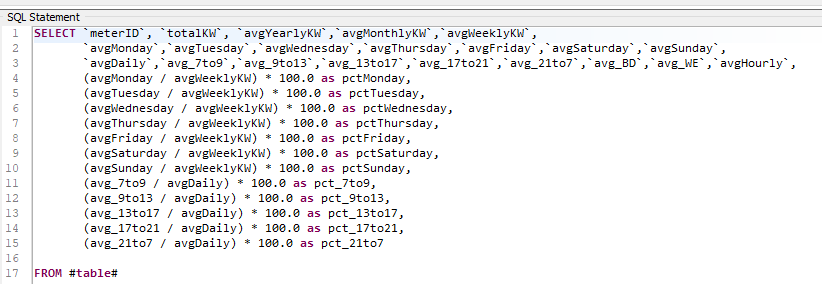 SQL Statement
1 SELECT `meterID`, `totalKW`, `avgYearlyKW`,`avgMonthlyKW`,`avgWeeklyKW`,
2 `avgMonday`,`avgTuesday`,`avgWednesday`,`avgThursday`,`avgFriday`,`avgSaturday`,`avgSunday`,
3 `avgDaily`,`avg_7to9`,`avg_9to13`,`avg_13to17`,`avg_17to21`,`avg_21to7`,`avg_BD`,`avg_WE`,`avgHourly`,
4 (avgMonday / avgWeeklyKW) * 100.0 as pctMonday,
5 (avgTuesday / avgWeeklyKW) * 100.0 as pctTuesday,
6 (avgWednesday / avgWeeklyKW) * 100.0 as pctWednesday,
7 (avgThursday / avgWeeklyKW) * 100.0 as pctThursday,
8 (avgFriday / avgWeeklyKW) * 100.0 as pctFriday,
9 (avgSaturday / avgWeeklyKW) * 100.0 as pctSaturday,
10 (avgSunday / avgWeeklyKW) * 100.0 as pctSunday,
11 (avg_7to9 / avgDaily) * 100.0 as pct_7to9,
12 (avg_9to13 / avgDaily) * 100.0 as pct_9to13,
13 (avg_13to17 / avgDaily) * 100.0 as pct_13to17,
14 (avg_17to21 / avgDaily) * 100.0 as pct_17to21,
15 (avg_21to7 / avgDaily) * 100.0 as pct_21to7
16
17 FROM #table#